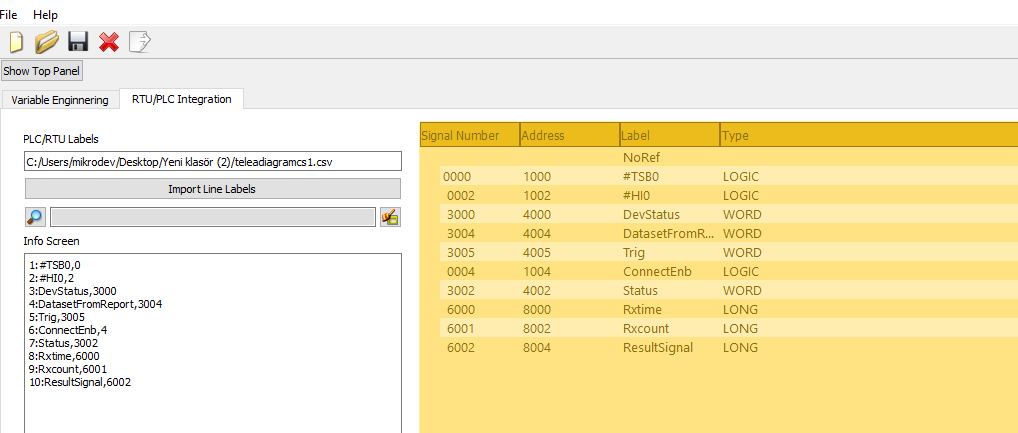 File Help
Show Top Panel
Variable Enginnering RTU/PLC Integration
PLC/RTU Labels
C:/Users/mikrodev/Desktop/Yeni klasör (2)/teleadiagramcs1.csv
Import Line Labels
Info Screen
1:#TSB0,0
2:#HI0,2
3:DevStatus,3000
4:DatasetFromReport,3004
5:Trig,3005
6:ConnectEnb,4
7:Status,3002
8:Rxtime,6000
9:Rxcount,6001
10:ResultSignal,6002
Signal Number Address Label Type
NoRef
0000 1000 #TSB0 LOGIC
0002 1002 #HI0 LOGIC
3000 4000 DevStatus WORD
3004 4004 DatasetFromR... WORD
3005 4005 Trig WORD
0004 1004 ConnectEnb LOGIC
3002 4002 Status WORD
6000 8000 Rxtime LONG
6001 8002 Rxcount LONG
6002 8004 ResultSignal LONG